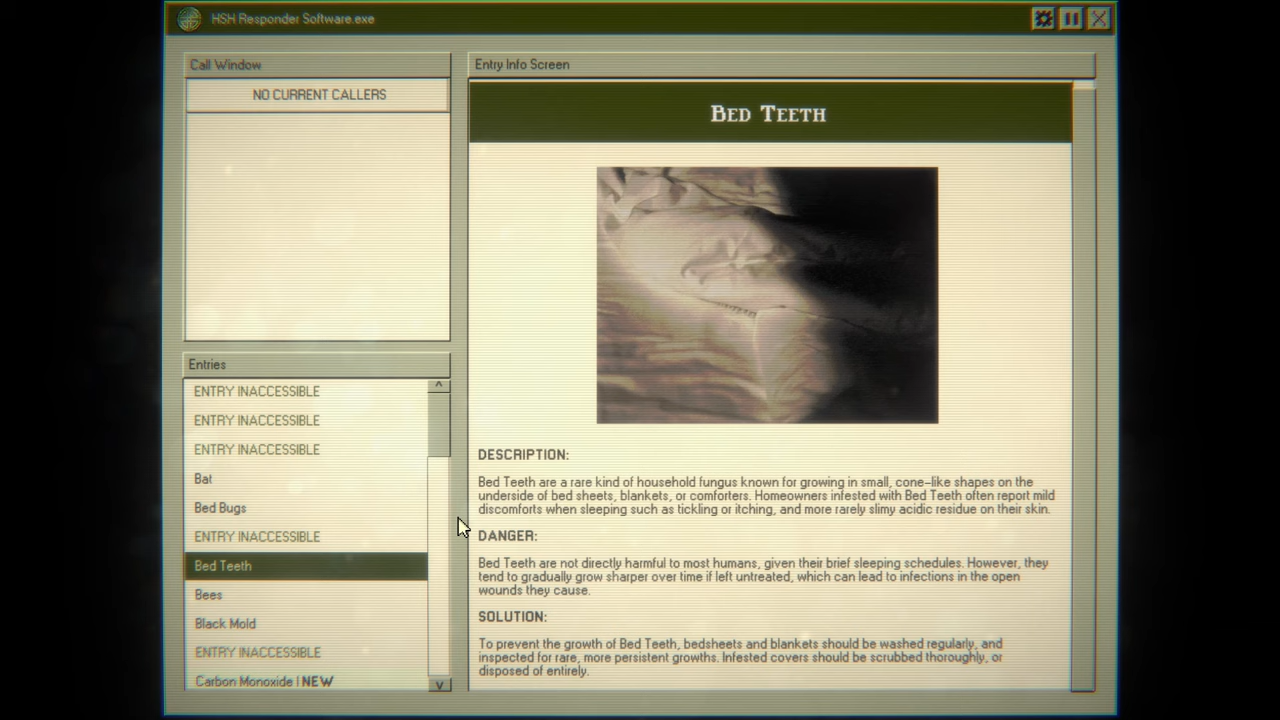 HSH Responder Software.exe
Call Window
NO CURRENT CALLERS
Entries
ENTRY INACCESSIBLE
ENTRY INACCESSIBLE
ENTRY INACCESSIBLE
Bat
Bed Bugs
ENTRY INACCESSIBLE
Bed Teeth
Bees
Black Mold
ENTRY INACCESSIBLE
Carbon Monoxide | NEW
Entry Info Screen
Bed Teeth
DESCRIPTION:
Bed Teeth are a rare kind of household fungus known for growing in small, cone-like shapes on the
underside of bed sheets, blankets, or comforters. Homeowners infested with Bed Teeth often report mild
discomforts when sleeping such as tickling or itching, and more rarely slimy acidic residue on their skin.
DANGER:
Bed Teeth are not directly harmful to most humans, given their brief sleeping schedules. However, they
tend to gradually grow sharper over time if left untreated, which can lead to infections in the open
wounds they cause.
SOLUTION:
To prevent the growth of Bed Teeth, bedsheets and blankets should be washed regularly, and
inspected for rare, more persistent growths. Infested covers should be scrubbed thoroughly, or
disposed of entirely.